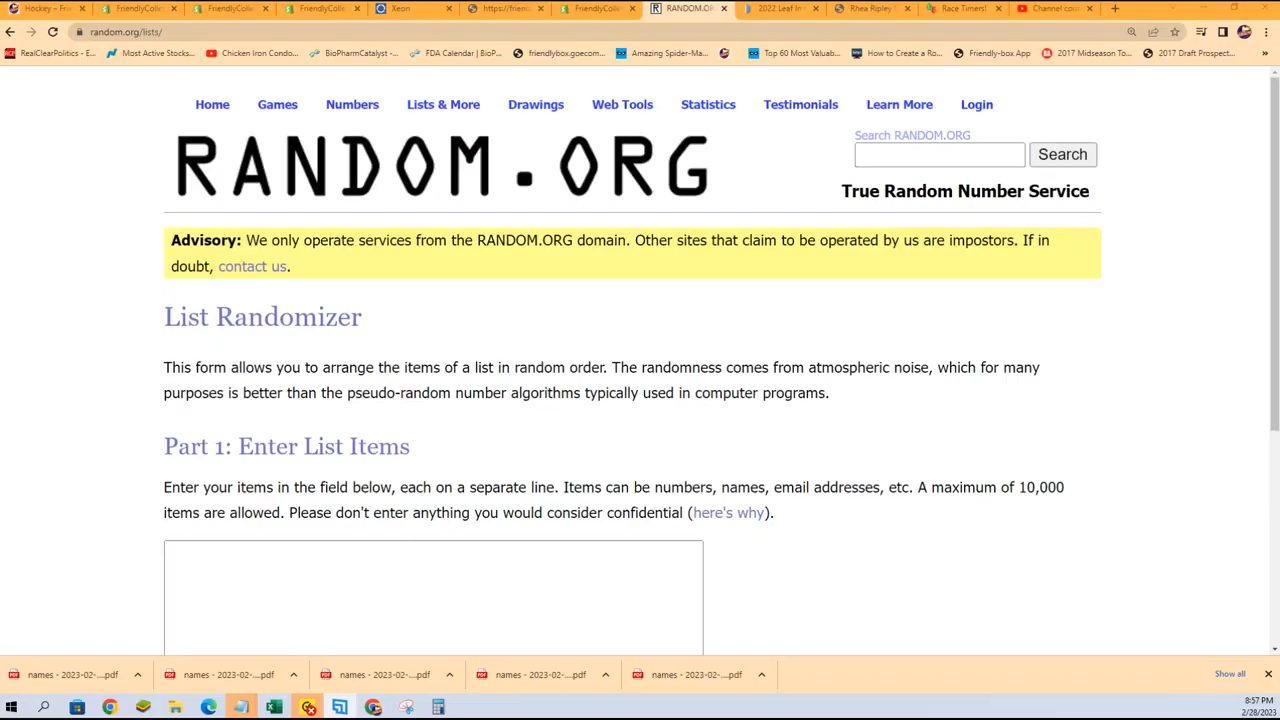 Hockey – Frie
FriendlyColle
FriendlyColle
FriendlyColle
Xeon
https://friend
FriendlyColle
RANDOM.OR
2022 Leaf In
Rhea Ripley
Race Timers!
Channel cour
random.org/lists/
RealClearPolitics - E...
Most Active Stocks...
Chicken Iron Condo...
BioPharmCatalyst -...
FDA Calendar | BioP...
friendlybox.goecom...
Amazing Spider-Ma...
Top 60 Most Valuab...
How to Create a Ro...
Friendly-box App
2017 Midseason To...
2017 Draft Prospect...
Home Games Numbers Lists & More Drawings Web Tools Statistics Testimonials Learn More Login
RANDOM.ORG
Search RANDOM.ORG
Search
True Random Number Service
Advisory: We only operate services from the RANDOM.ORG domain. Other sites that claim to be operated by us are impostors. If in
doubt, contact us.
List Randomizer
This form allows you to arrange the items of a list in random order. The randomness comes from atmospheric noise, which for many
purposes is better than the pseudo-random number algorithms typically used in computer programs.
Part 1: Enter List Items
Enter your items in the field below, each on a separate line. Items can be numbers, names, email addresses, etc. A maximum of 10,000
items are allowed. Please don't enter anything you would consider confidential (here's why).
names - 2023-02-....pdf
names - 2023-02-....pdf
names - 2023-02-....pdf
names - 2023-02-....pdf
names - 2023-02-....pdf
Show all
8:57 PM
2/28/2023